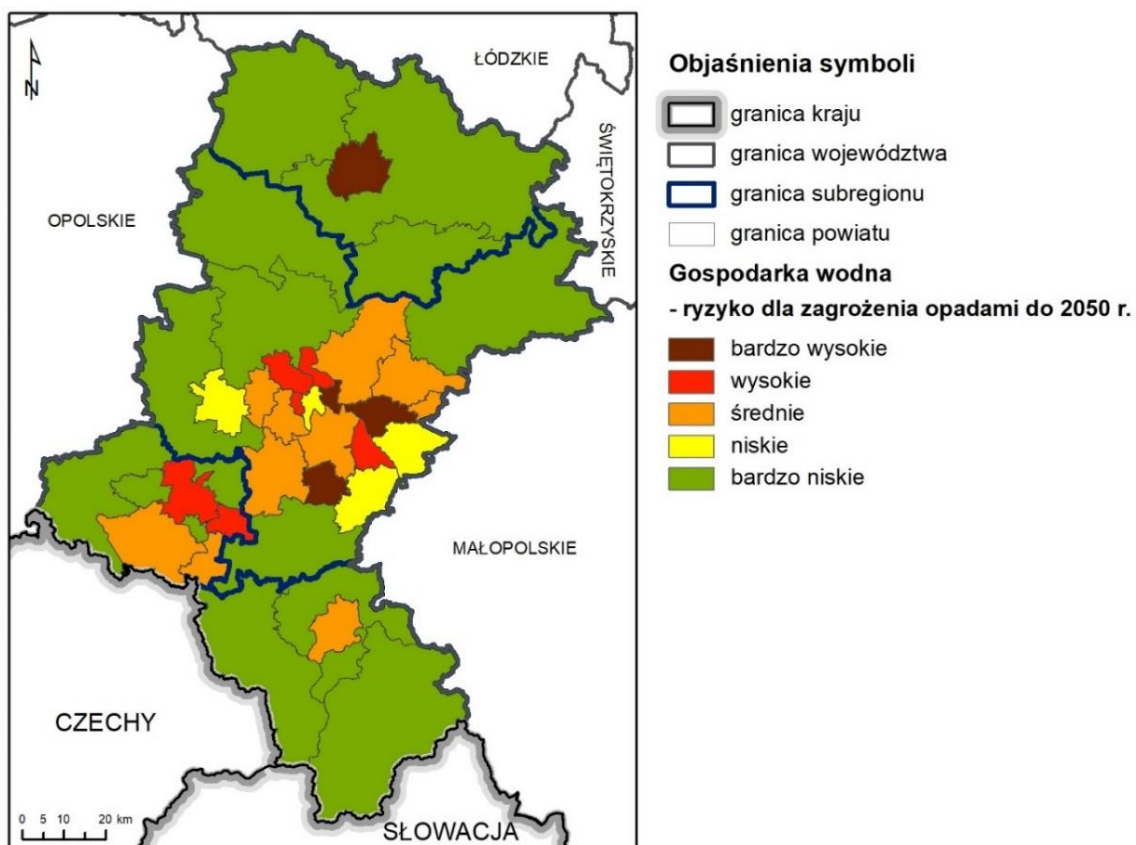 N
ŁÓDZKIE
ŚWIĘTOKRZYSKIE
OPOLSKIE
MAŁOPOLSKIE
CZECHY
SŁOWACJA
0 5 10 20 km
Objaśnienia symboli
granica kraju
granica województwa
granica subregionu
granica powiatu
Gospodarka wodna
- ryzyko dla zagrożenia opadami do 2050 r.
bardzo wysokie
wysokie
średnie
niskie
bardzo niskie